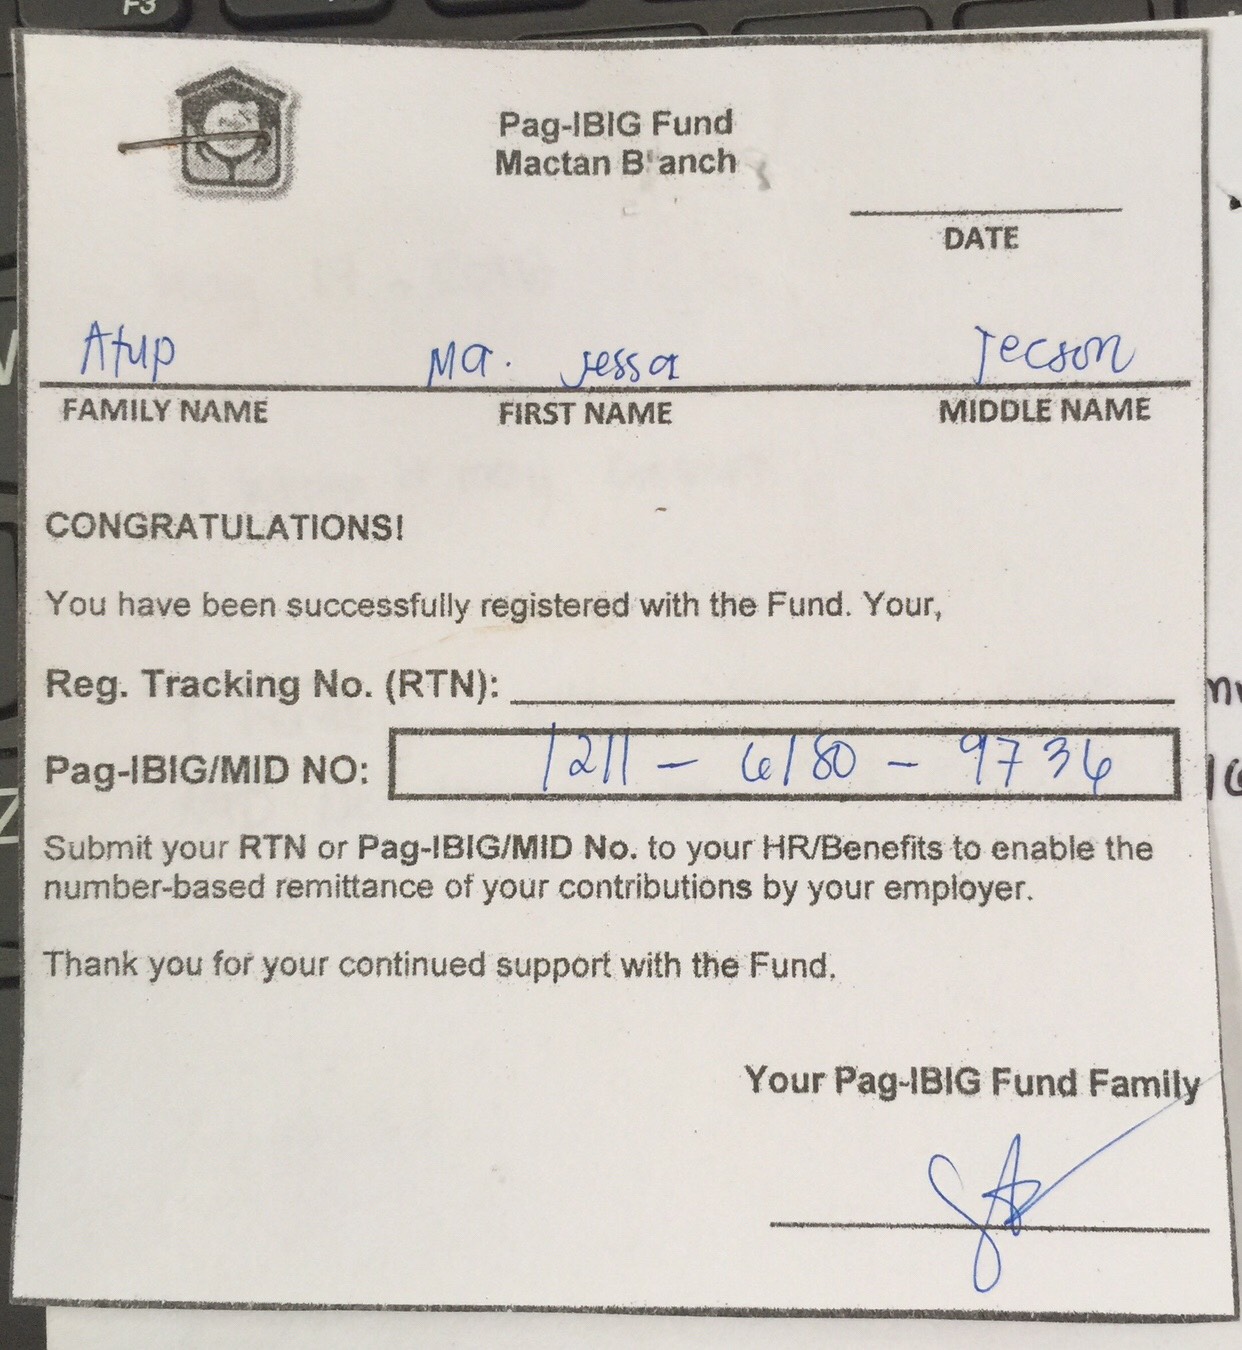 F3
Pag-IBIG Fund
Mactan Branch
DATE
Atup Ma. Jessa Tecson
FAMILY NAME FIRST NAME MIDDLE NAME
CONGRATULATIONS!
You have been successfully registered with the Fund. Your,
Reg. Tracking No. (RTN):
Pag-IBIG/MID NO: 1211 - 6180 - 9736
Submit your RTN or Pag-IBIG/MID No. to your HR/Benefits to enable the
number-based remittance of your contributions by your employer.
Thank you for your continued support with the Fund.
Your Pag-IBIG Fund Family